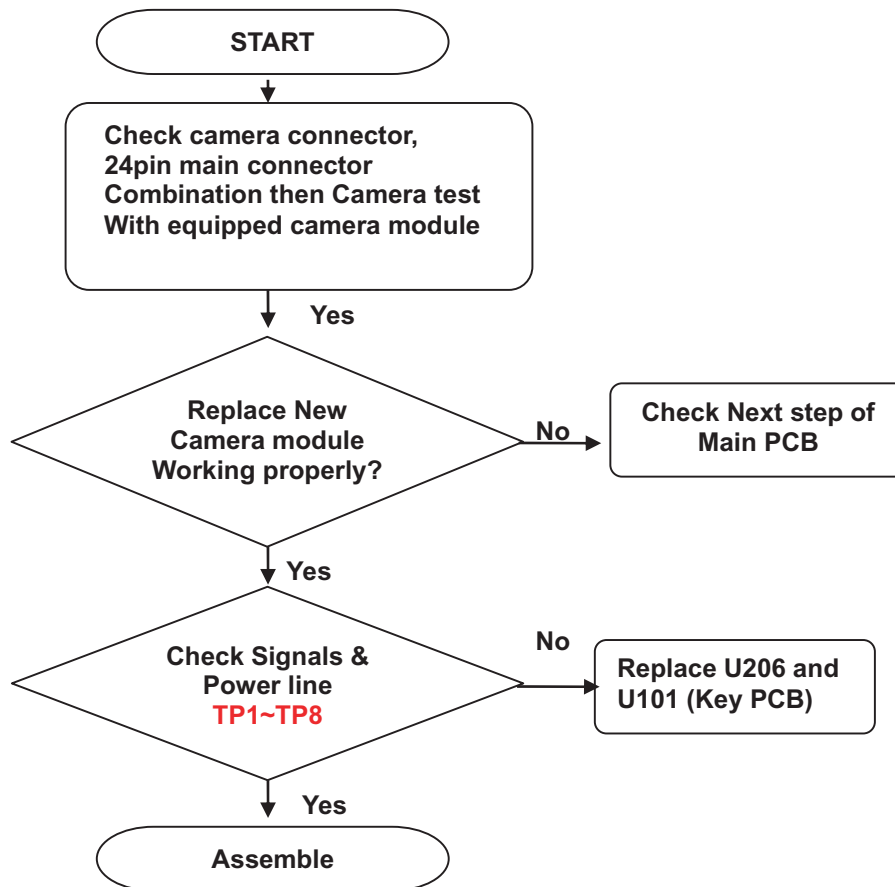 START
Check camera connector,
24pin main connector
Combination then Camera test
With equipped camera module
Yes
Replace New
Camera module
Working properly?
No
Check Next step of
Main PCB
Yes
Check Signals &
Power line
TP1~TP8
No
Replace U206 and
U101 (Key PCB)
Yes
Assemble